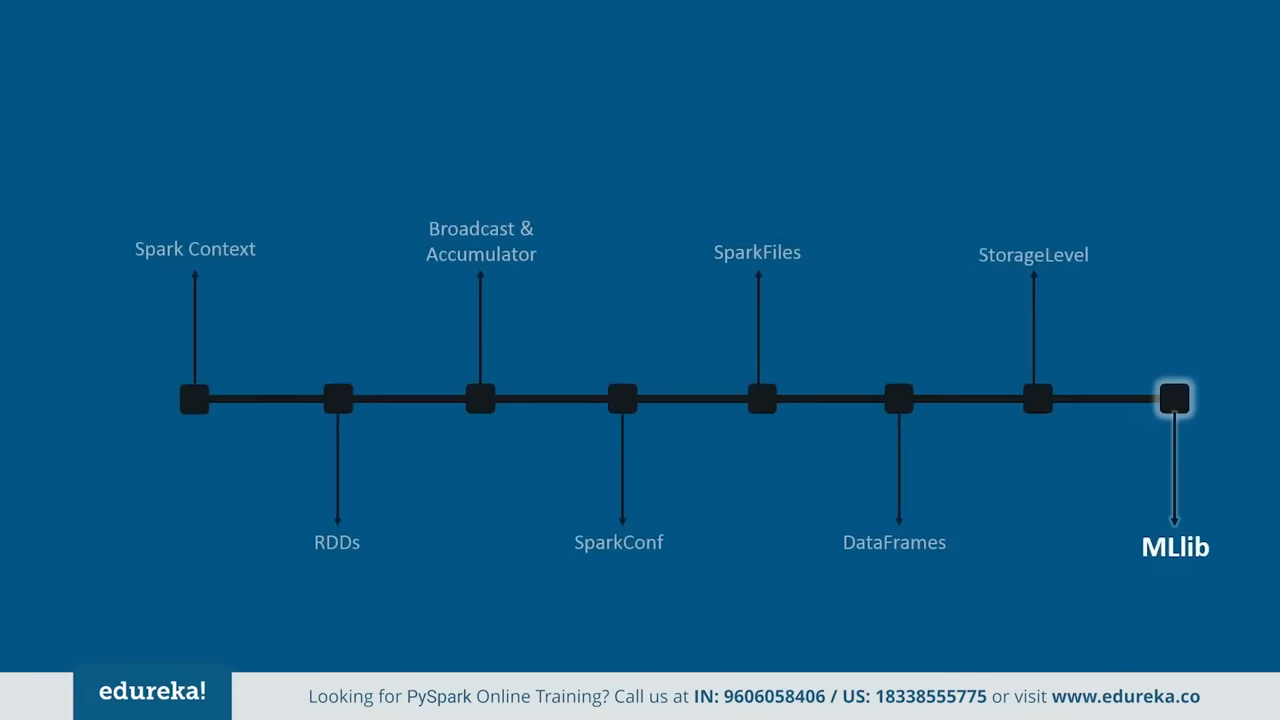 Spark Context
Broadcast &
Accumulator
SparkFiles
StorageLevel
RDDs
SparkConf
DataFrames
MLlib
edureka!
Looking for PySpark Online Training? Call us at IN: 9606058406 / US: 18338555775 or visit www.edureka.co